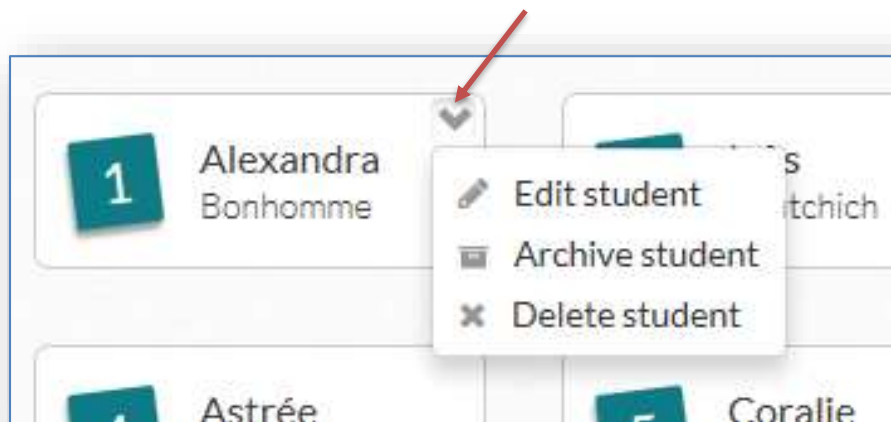 1
Alexandra
Bonhomme
Edit student
Archive student
Delete student
Astrée
Coralie